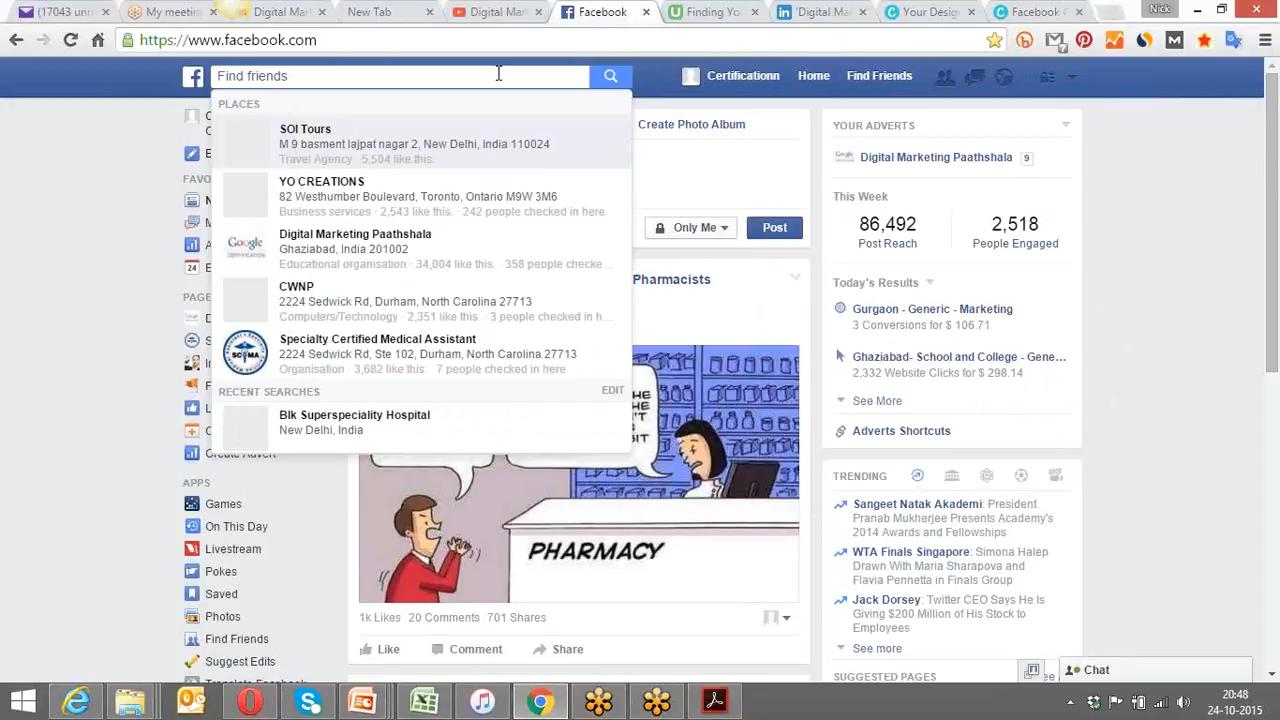 (17043 unr
My meetin
Digital Mar
New Tab
Digital Mar
Facebook
Finding Yo
"Digital Mar
Your Desig
Facebook C
Nick
https://www.facebook.com
Find friends
Certificationn
Home
Find Friends
PLACES
SOI Tours
M 9 basment lajpat nagar 2, New Delhi, India 110024
Travel Agency · 5,504 like this.
YO CREATIONS
82 Westhumber Boulevard, Toronto, Ontario M9W 3M6
Business services · 2,543 like this. · 242 people checked in here
Google
Digital Marketing Paathshala
Ghaziabad, India 201002
Educational organisation · 34,004 like this. · 358 people checke ...
CWNP
2224 Sedwick Rd, Durham, North Carolina 27713
Computers/Technology · 2,351 like this. · 3 people checked in h ...
Specialty Certified Medical Assistant
2224 Sedwick Rd, Ste 102, Durham, North Carolina 27713
Organisation · 3,682 like this. · 7 people checked in here
RECENT SEARCHES
EDIT
Blk Superspeciality Hospital
New Delhi, India
FAVO
PAGE
Create Advert
APPS
Games
On This Day
Livestream
Pokes
Saved
Photos
Find Friends
Suggest Edits
Create Photo Album
Only Me
Post
Pharmacists
PHARMACY
1k Likes 20 Comments 701 Shares
Like
Comment
Share
YOUR ADVERTS
Digital Marketing Paathshala 9
This Week
86,492
Post Reach
2,518
People Engaged
Today's Results
Gurgaon - Generic - Marketing
3 Conversions for $ 106.71
Ghaziabad- School and College - Gene...
2,332 Website Clicks for $ 298.14
See More
Adverts Shortcuts
TRENDING
Sangeet Natak Akademi: President
Pranab Mukherjee Presents Academy's
2014 Awards and Fellowships
WTA Finals Singapore: Simona Halep
Drawn With Maria Sharapova and
Flavia Pennetta in Finals Group
Jack Dorsey: Twitter CEO Says He Is
Giving $200 Million of His Stock to
Employees
See more
SUGGESTED PAGES
Chat
20:48
24-10-2015